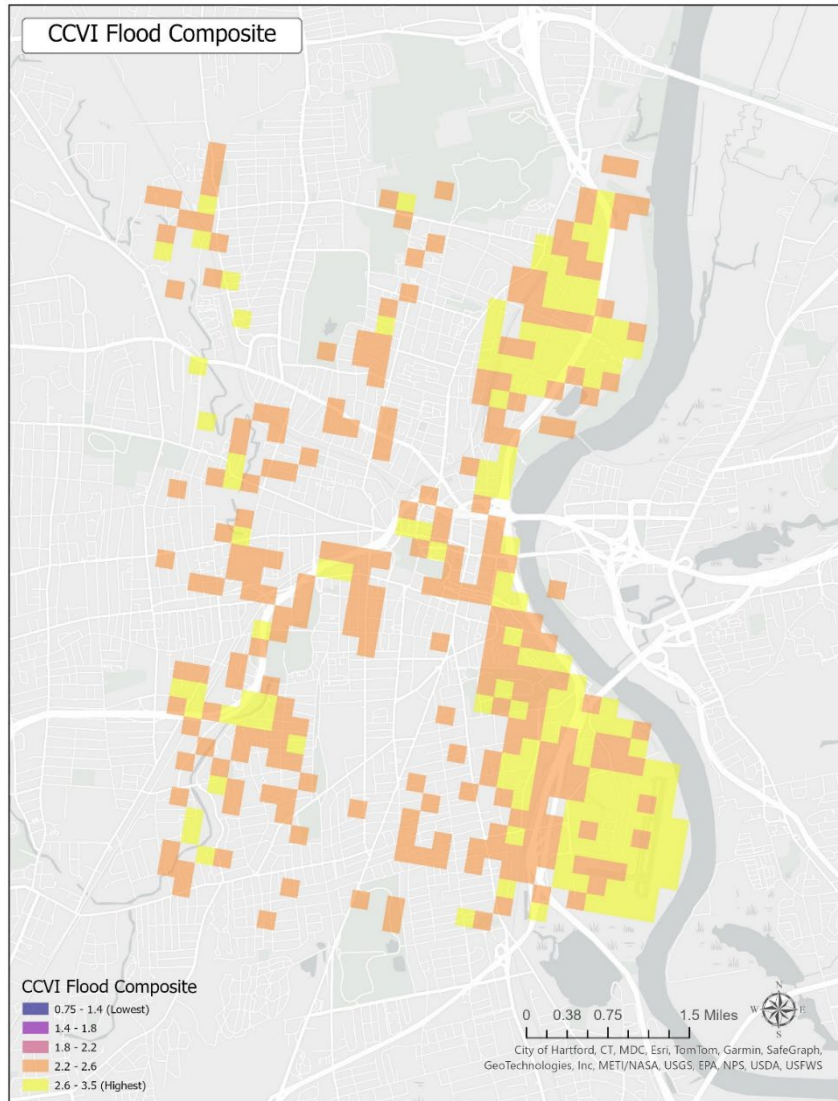 CCVI Flood Composite
CCVI Flood Composite
0.75 - 1.4 (Lowest)
1.4 - 1.8
1.8 - 2.2
2.2 - 2.6
2.6 - 3.5 (Highest)
0 0.38 0.75 1.5 Miles
N
W E
S
City of Hartford, CT, MDC, Esri, TomTom, Garmin, SafeGraph,
GeoTechnologies, Inc, METI/NASA, USGS, EPA, NPS, USDA, USFWS